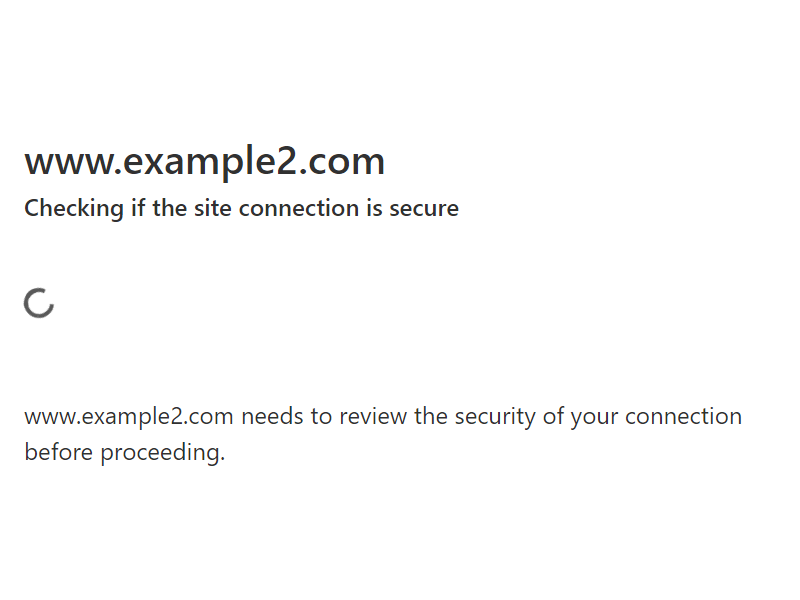 www.example2.com
Checking if the site connection is secure
www.example2.com needs to review the security of your connection
before proceeding.